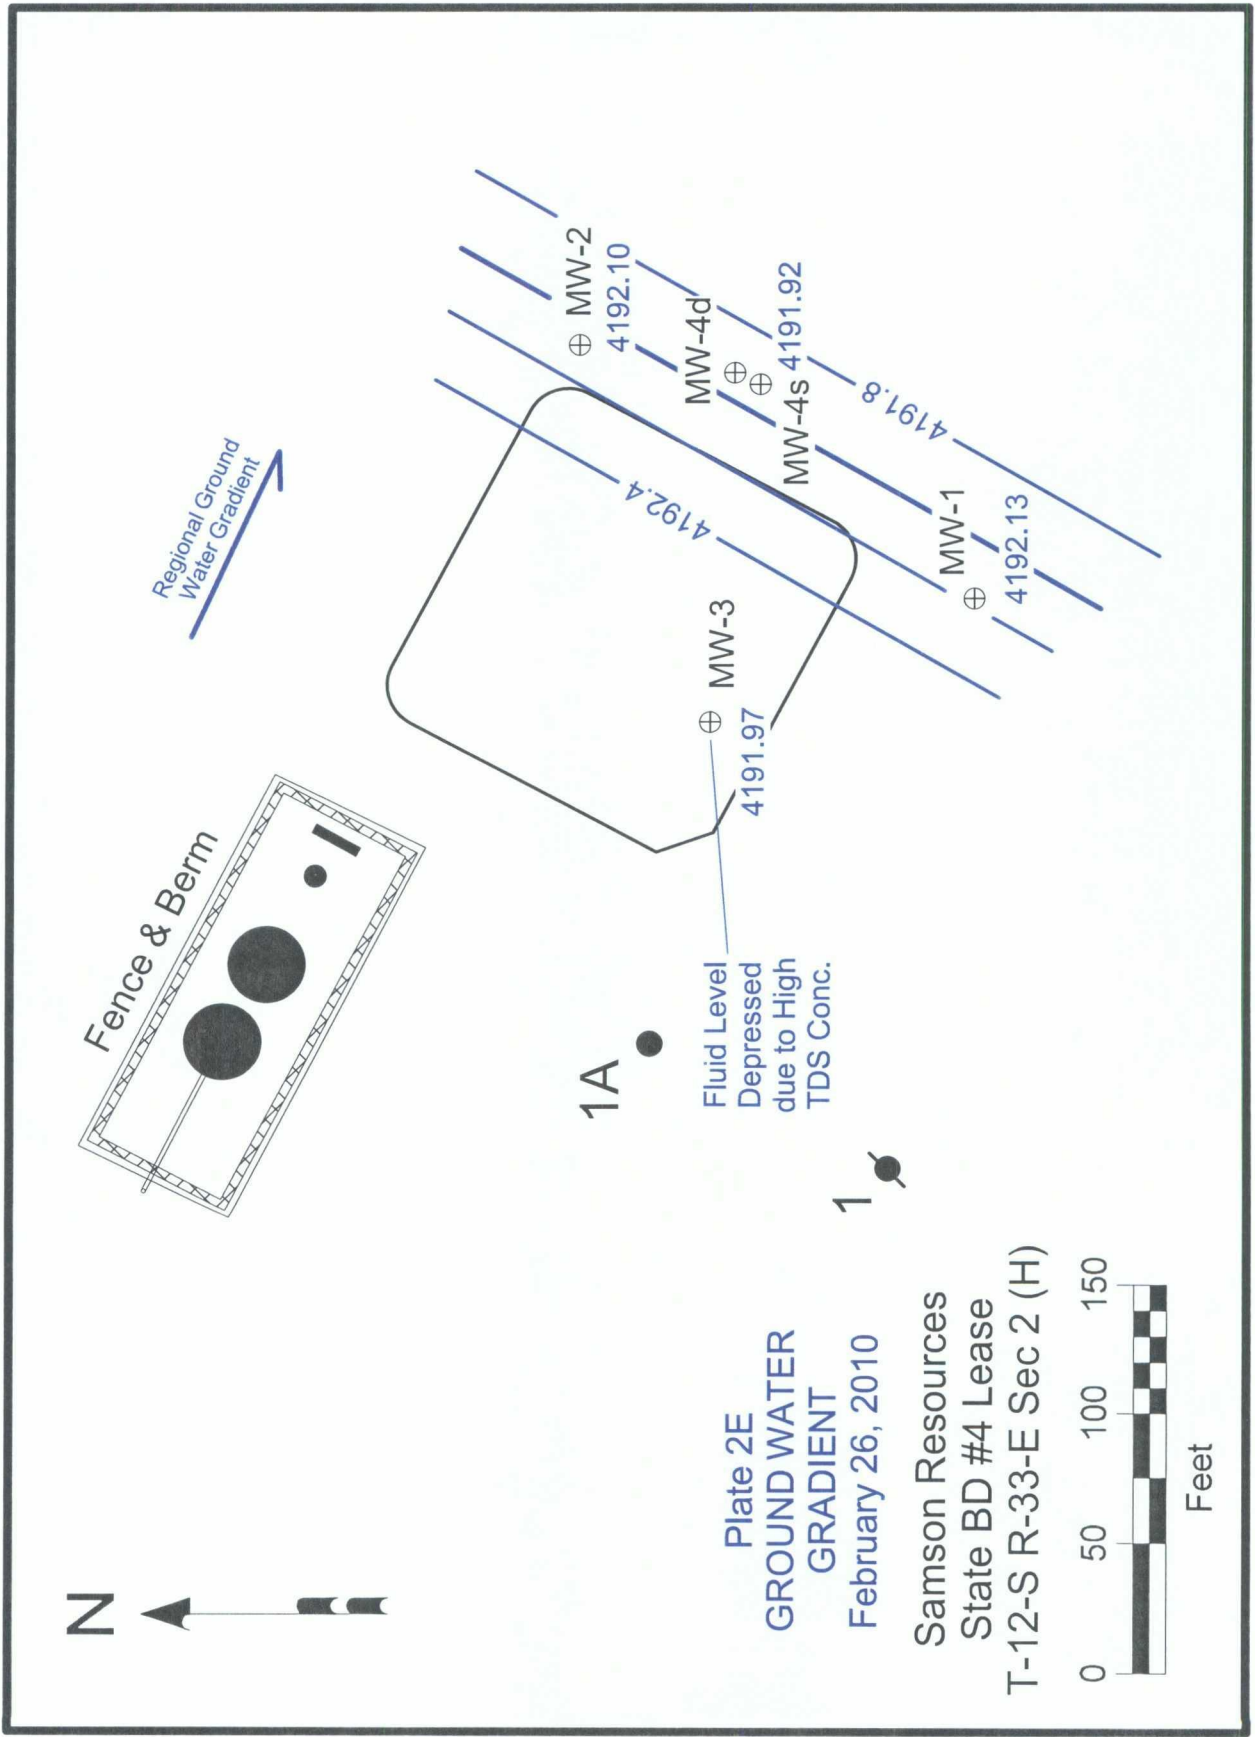 N
Fence & Berm
Regional Ground
Water Gradient
MW-2
4192.10
MW-4d
MW-4s
4191.92
4192.4
4191.8
MW-3
4191.97
MW-1
4192.13
1A
Fluid Level
Depressed
due to High
TDS Conc.
1
Plate 2E
GROUND WATER
GRADIENT
February 26, 2010
Samson Resources
State BD #4 Lease
T-12-S R-33-E Sec 2 (H)
0 50 100 150
Feet